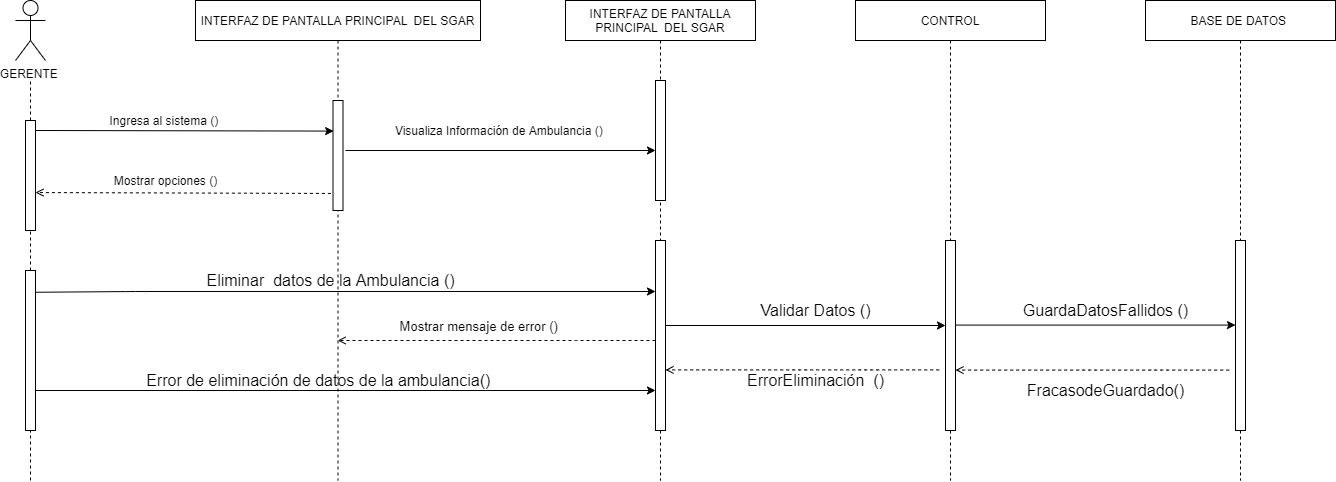 GERENTE
INTERFAZ DE PANTALLA PRINCIPAL DEL SGAR
INTERFAZ DE PANTALLA
PRINCIPAL DEL SGAR
CONTROL
BASE DE DATOS
Ingresa al sistema ()
Visualiza Información de Ambulancia ()
Mostrar opciones ()
Eliminar datos de la Ambulancia ()
Validar Datos ()
GuardaDatosFallidos ()
Mostrar mensaje de error ()
Error de eliminación de datos de la ambulancia()
ErrorEliminación ()
FracasodeGuardado()